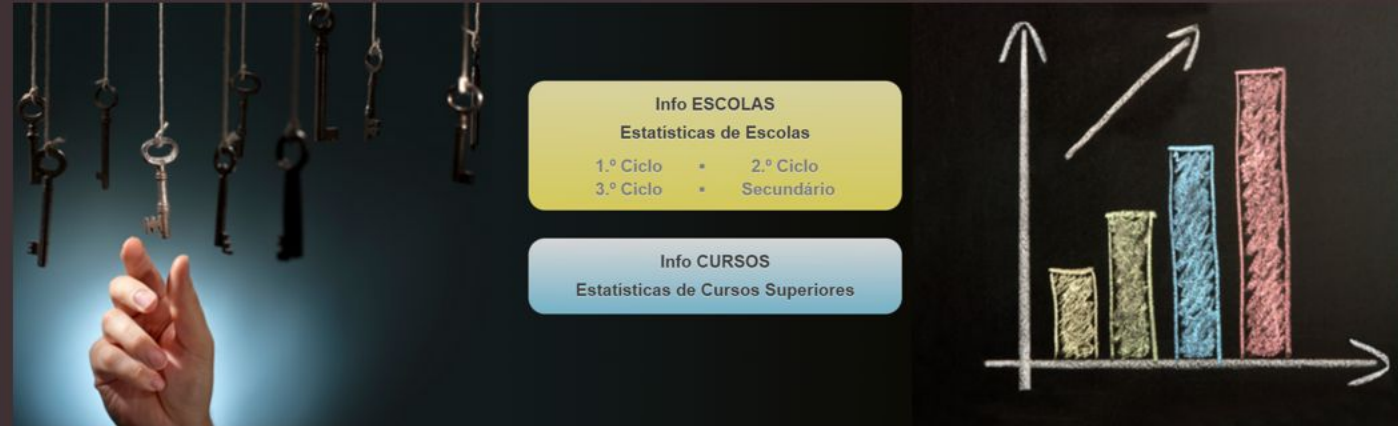 Info ESCOLAS
Estatísticas de Escolas
1.º Ciclo • 2.º Ciclo
3.º Ciclo • Secundário
Info CURSOS
Estatísticas de Cursos Superiores